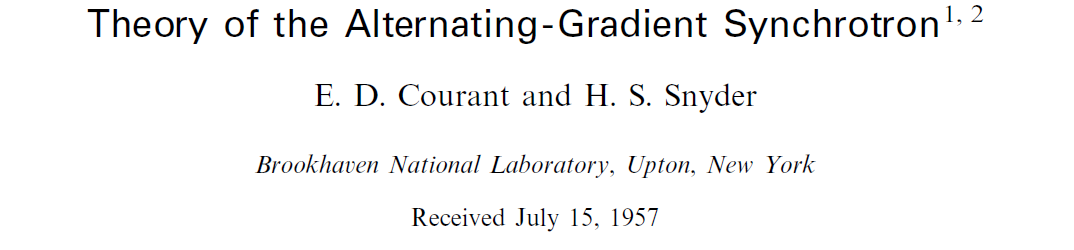 Theory of the Alternating-Gradient Synchrotron1, 2
E. D. Courant and H. S. Snyder
Brookhaven National Laboratory, Upton, New York
Received July 15, 1957